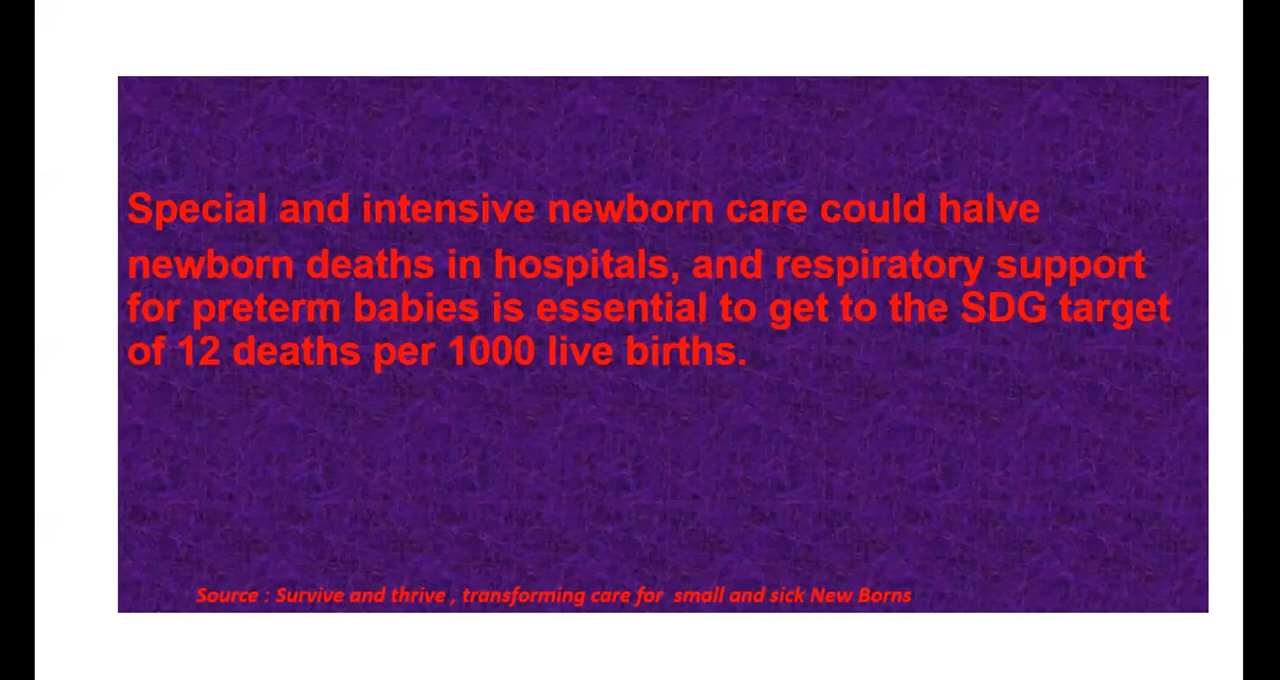 Special and intensive newborn care could halve
newborn deaths in hospitals, and respiratory support
for preterm babies is essential to get to the SDG target
of 12 deaths per 1000 live births.
Source : Survive and thrive , transforming care for  small and sick New Borns